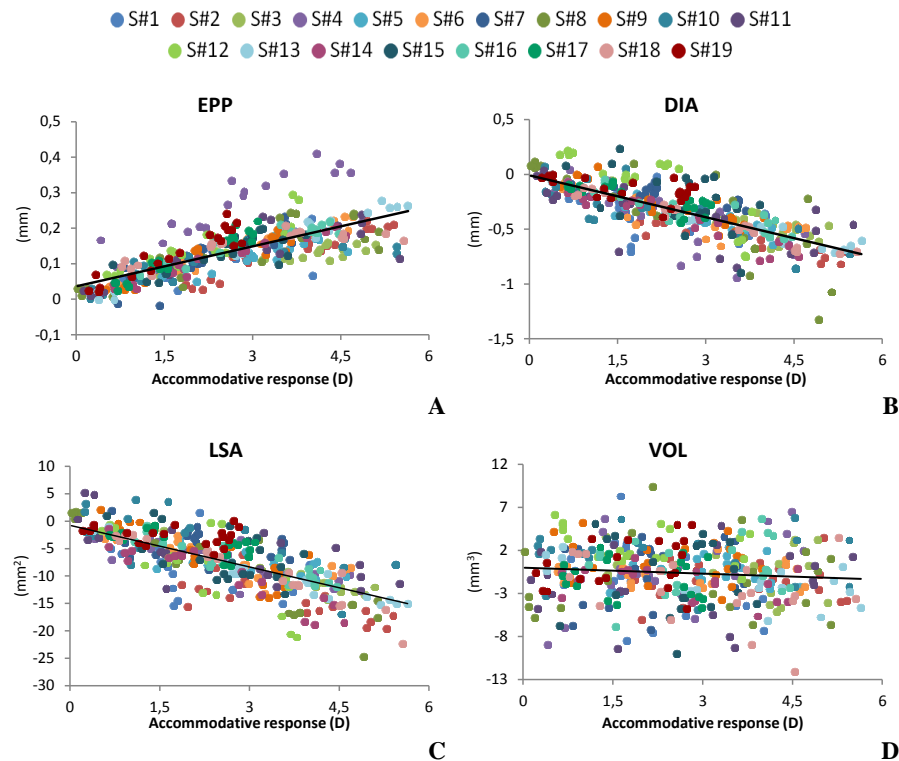 S#1 S#2 S#3 S#4 S#5 S#6 S#7 S#8 S#9 S#10 S#11
S#12 S#13 S#14 S#15 S#16 S#17 S#18 S#19
EPP
0,5
0,4
0,3
0,2
0,1
0
-0,1
(mm)
0 1,5 3 4,5 6
Accommodative response (D)
A
DIA
0,5
0
-0,5
-1
-1,5
(mm)
0 1,5 3 4,5 6
Accommodative response (D)
B
LSA
10
5
0
-5
-10
-15
-20
-25
-30
(mm²)
0 1,5 3 4,5 6
Accommodative response (D)
C
VOL
12
7
2
-3
-8
-13
(mm³)
0 1,5 3 4,5 6
Accommodative response (D)
D